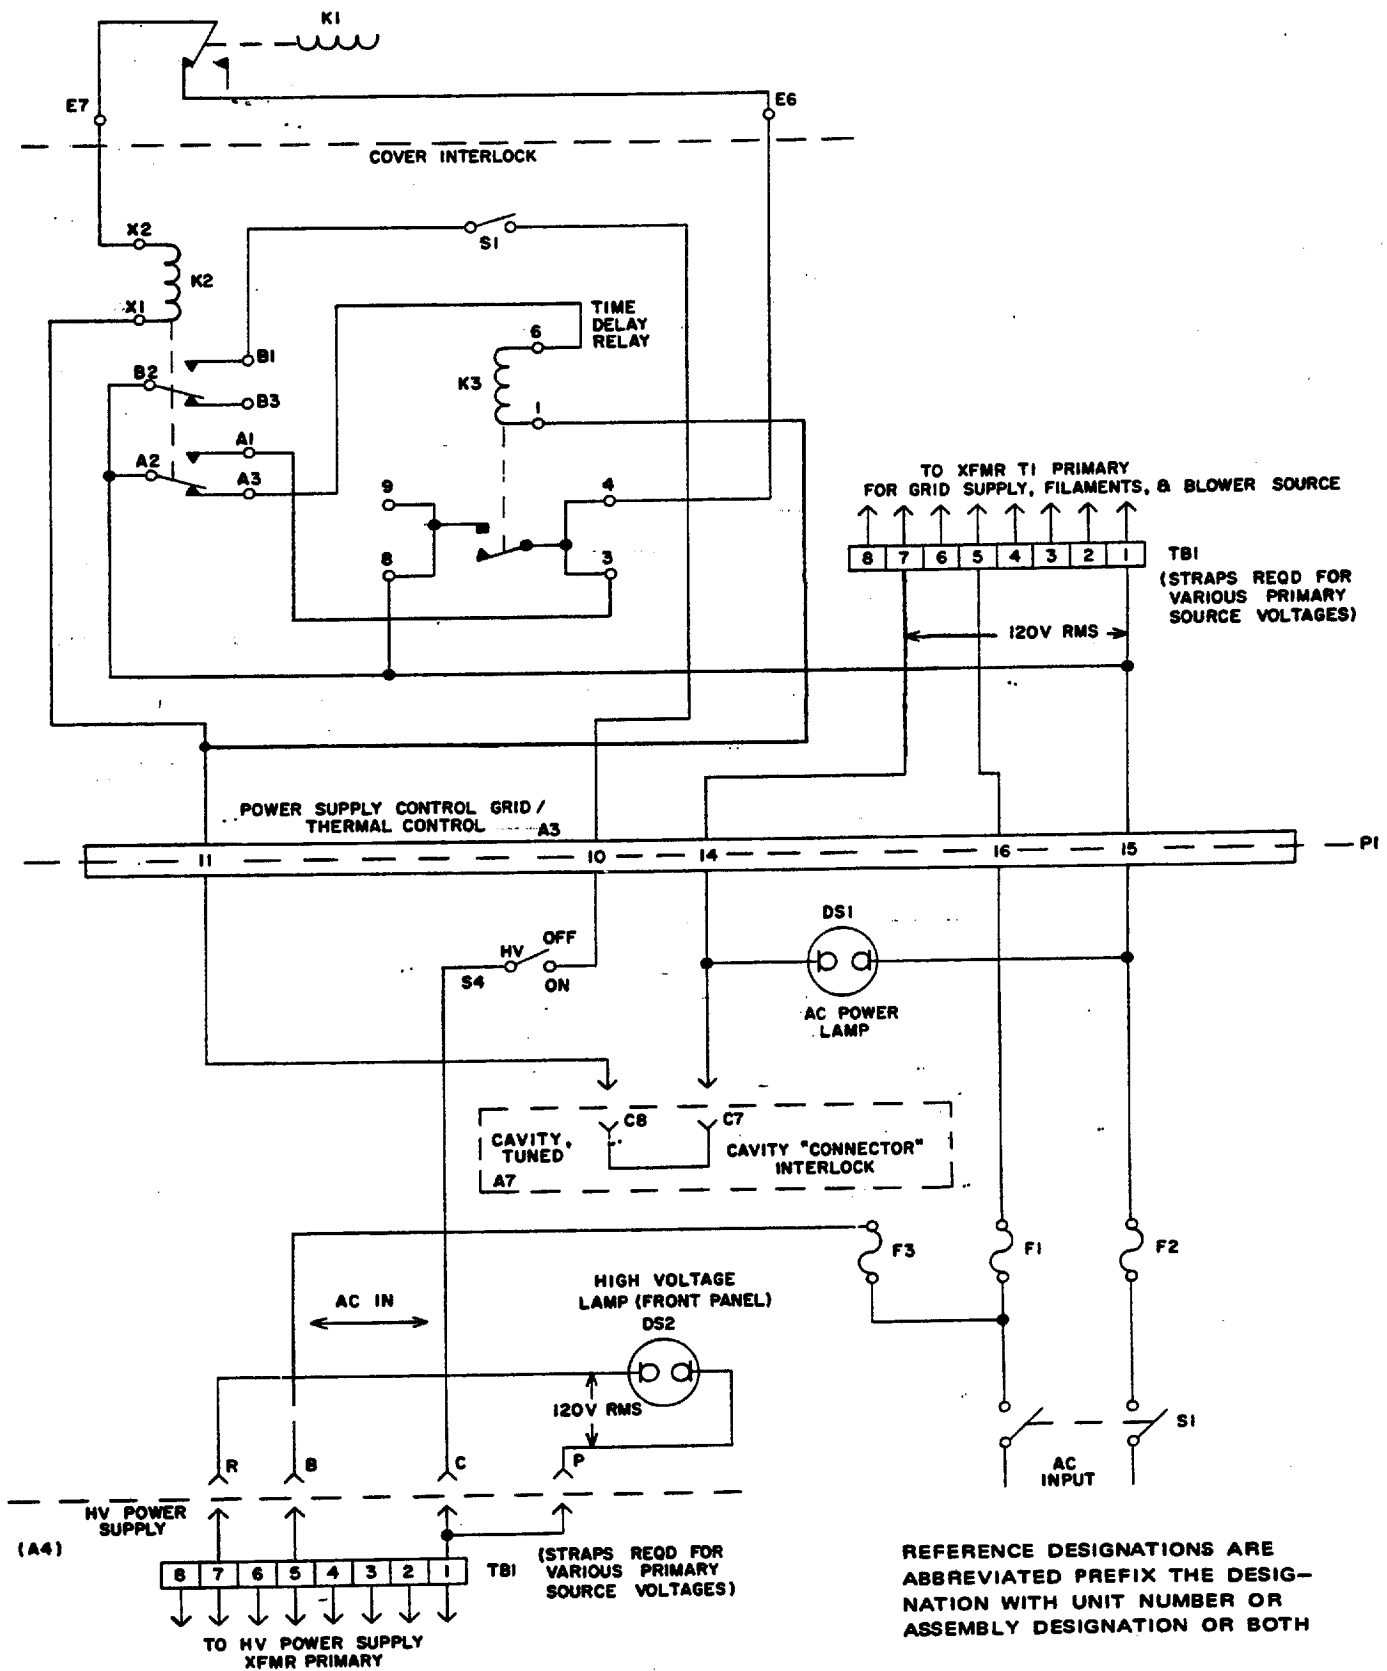 K1
E7
E6
COVER INTERLOCK
X2
K2
X1
S1
TIME
DELAY
RELAY
6
K3
1
B1
B2
B3
A1
A2
A3
9
4
8
3
TO XFMR T1 PRIMARY
FOR GRID SUPPLY, FILAMENTS, & BLOWER SOURCE
8 7 6 5 4 3 2 1
TB1
(STRAPS REQD FOR
VARIOUS PRIMARY
SOURCE VOLTAGES)
120V RMS
POWER SUPPLY CONTROL GRID/
THERMAL CONTROL A3
11 10 14 16 15
P1
DS1
AC POWER
LAMP
HV
OFF
S4
ON
C8
C7
CAVITY,
TUNED
CAVITY "CONNECTOR"
INTERLOCK
A7
F3
F1
F2
HIGH VOLTAGE
LAMP (FRONT PANEL)
DS2
AC IN
120V RMS
S1
AC
INPUT
R
B
C
P
HV POWER
SUPPLY
(A4)
8 7 6 5 4 3 2 1
TB1
(STRAPS REQD FOR
VARIOUS PRIMARY
SOURCE VOLTAGES)
TO HV POWER SUPPLY
XFMR PRIMARY
REFERENCE DESIGNATIONS ARE
ABBREVIATED PREFIX THE DESIG-
NATION WITH UNIT NUMBER OR
ASSEMBLY DESIGNATION OR BOTH